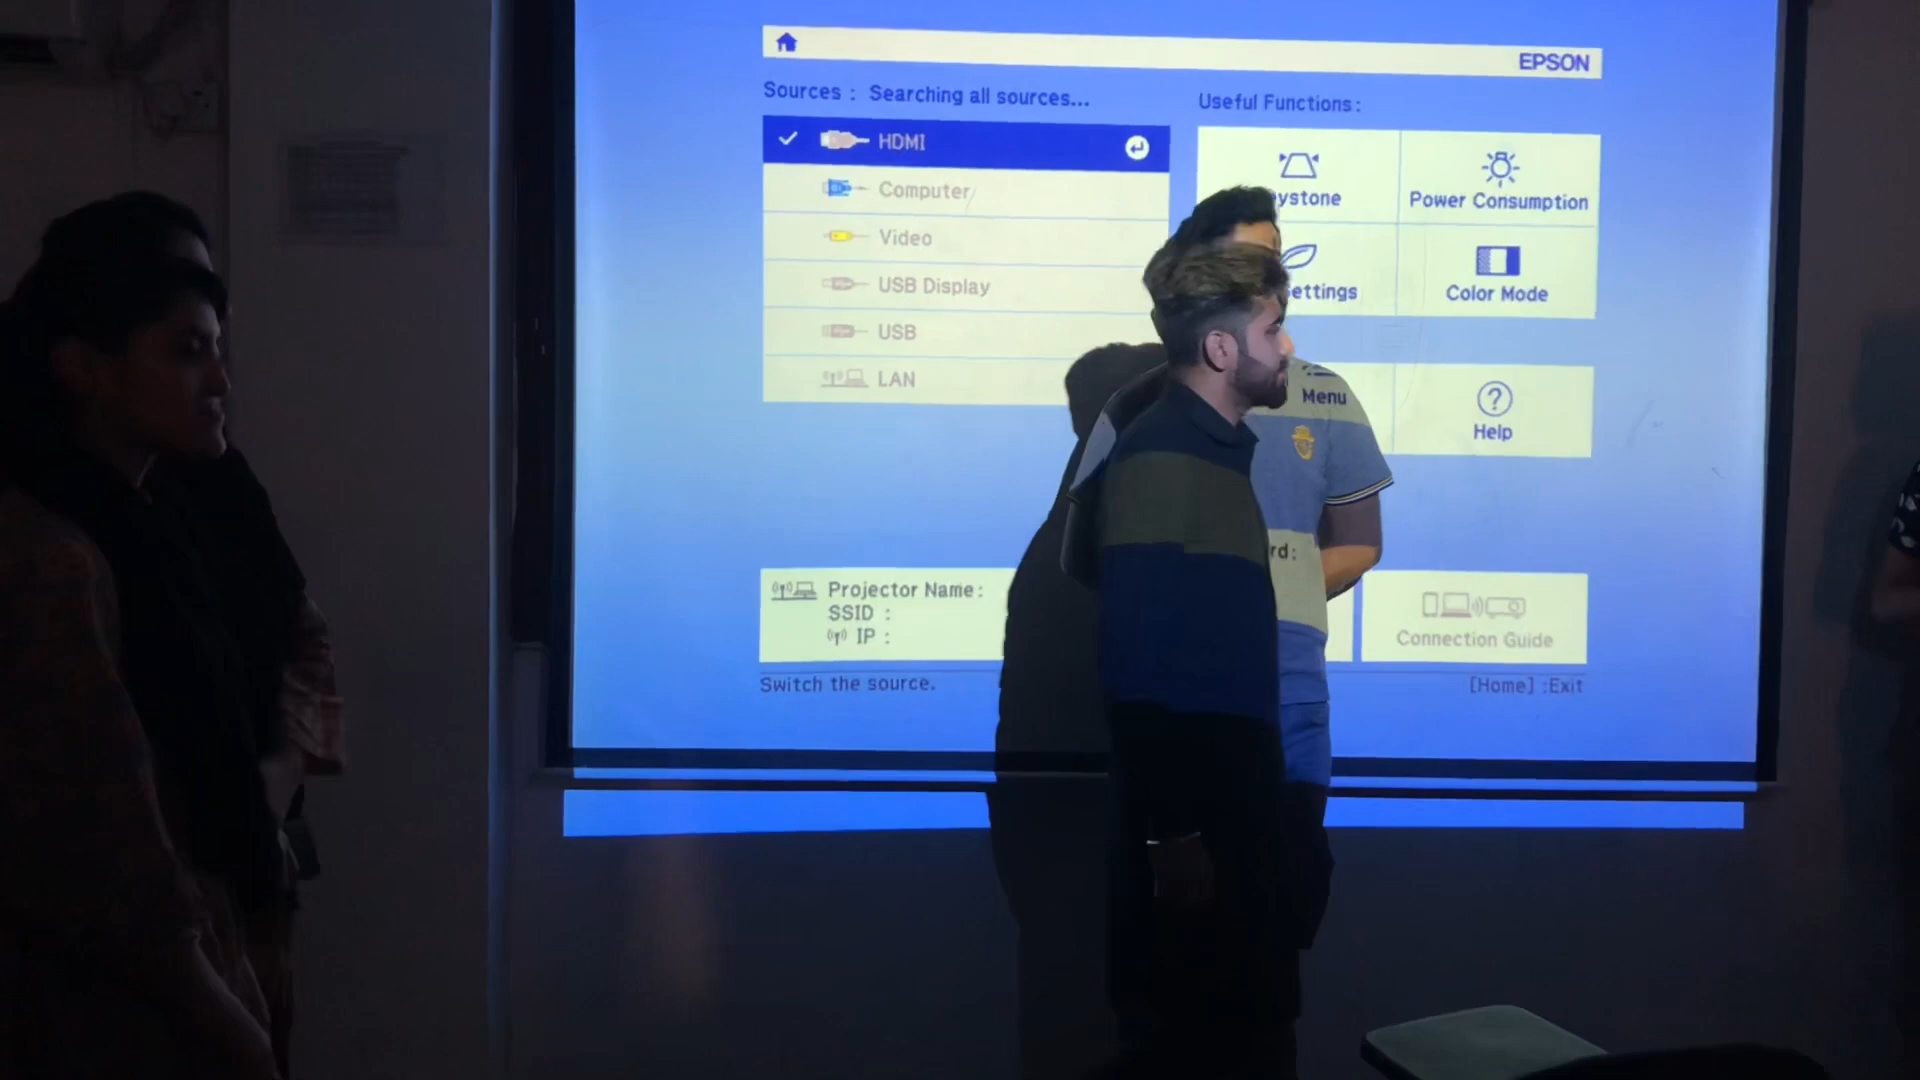 EPSON
Sources : Searching all sources...
HDMI
Computer
Video
USB Display
USB
LAN
Useful Functions:
ystone
Power Consumption
Settings
Color Mode
Menu
Help
rd:
Projector Name:
SSID :
IP :
Connection Guide
Switch the source.
[Home] :Exit